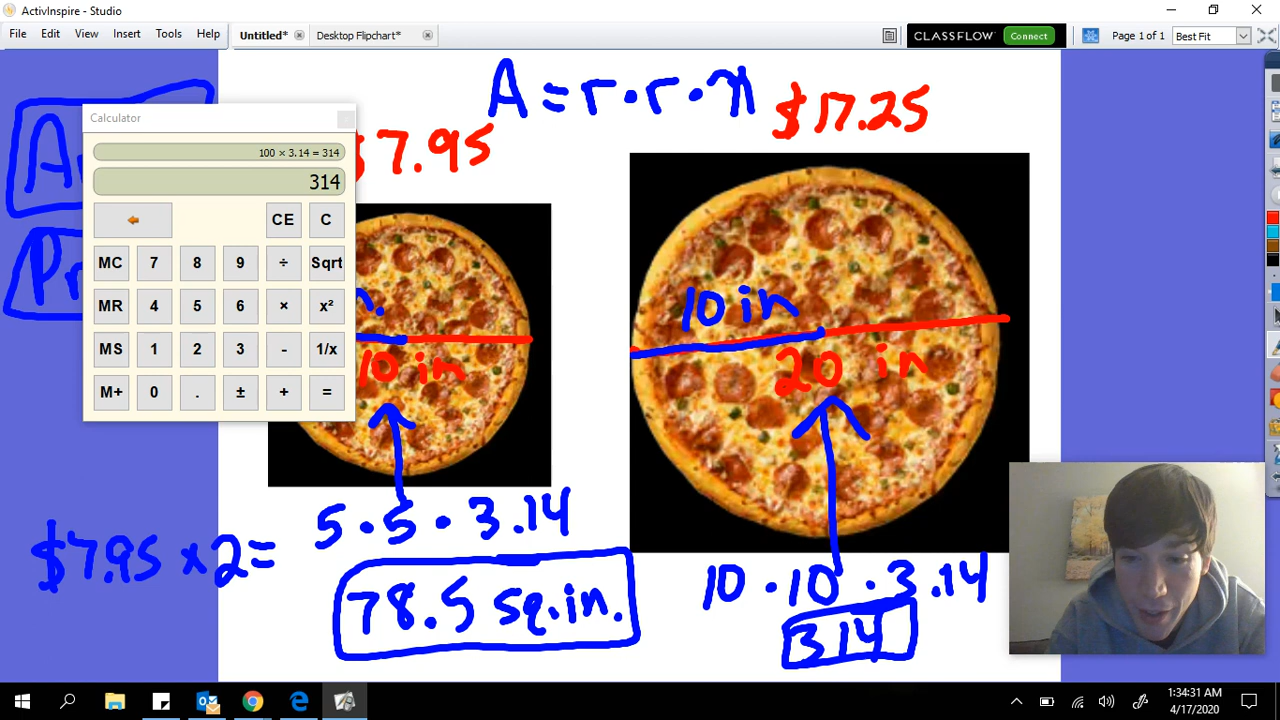 ActivInspire - Studio
File Edit View Insert Tools Help
Untitled*
Desktop Flipchart*
CLASSFLOW
Connect
Page 1 of 1
Best Fit
A = r · r · π
$17.25
$7.95
Calculator
100 × 3.14 = 314
314
CE C
MC 7 8 9 ÷ Sqrt
MR 4 5 6 × x²
MS 1 2 3 - 1/x
M+ 0 . ± + =
10 in
10 in
20 in
5 · 5 · 3.14
78.5 sq. in.
$7.95 x 2 =
10 · 10 · 3.14
314
1:34:31 AM
4/17/2020